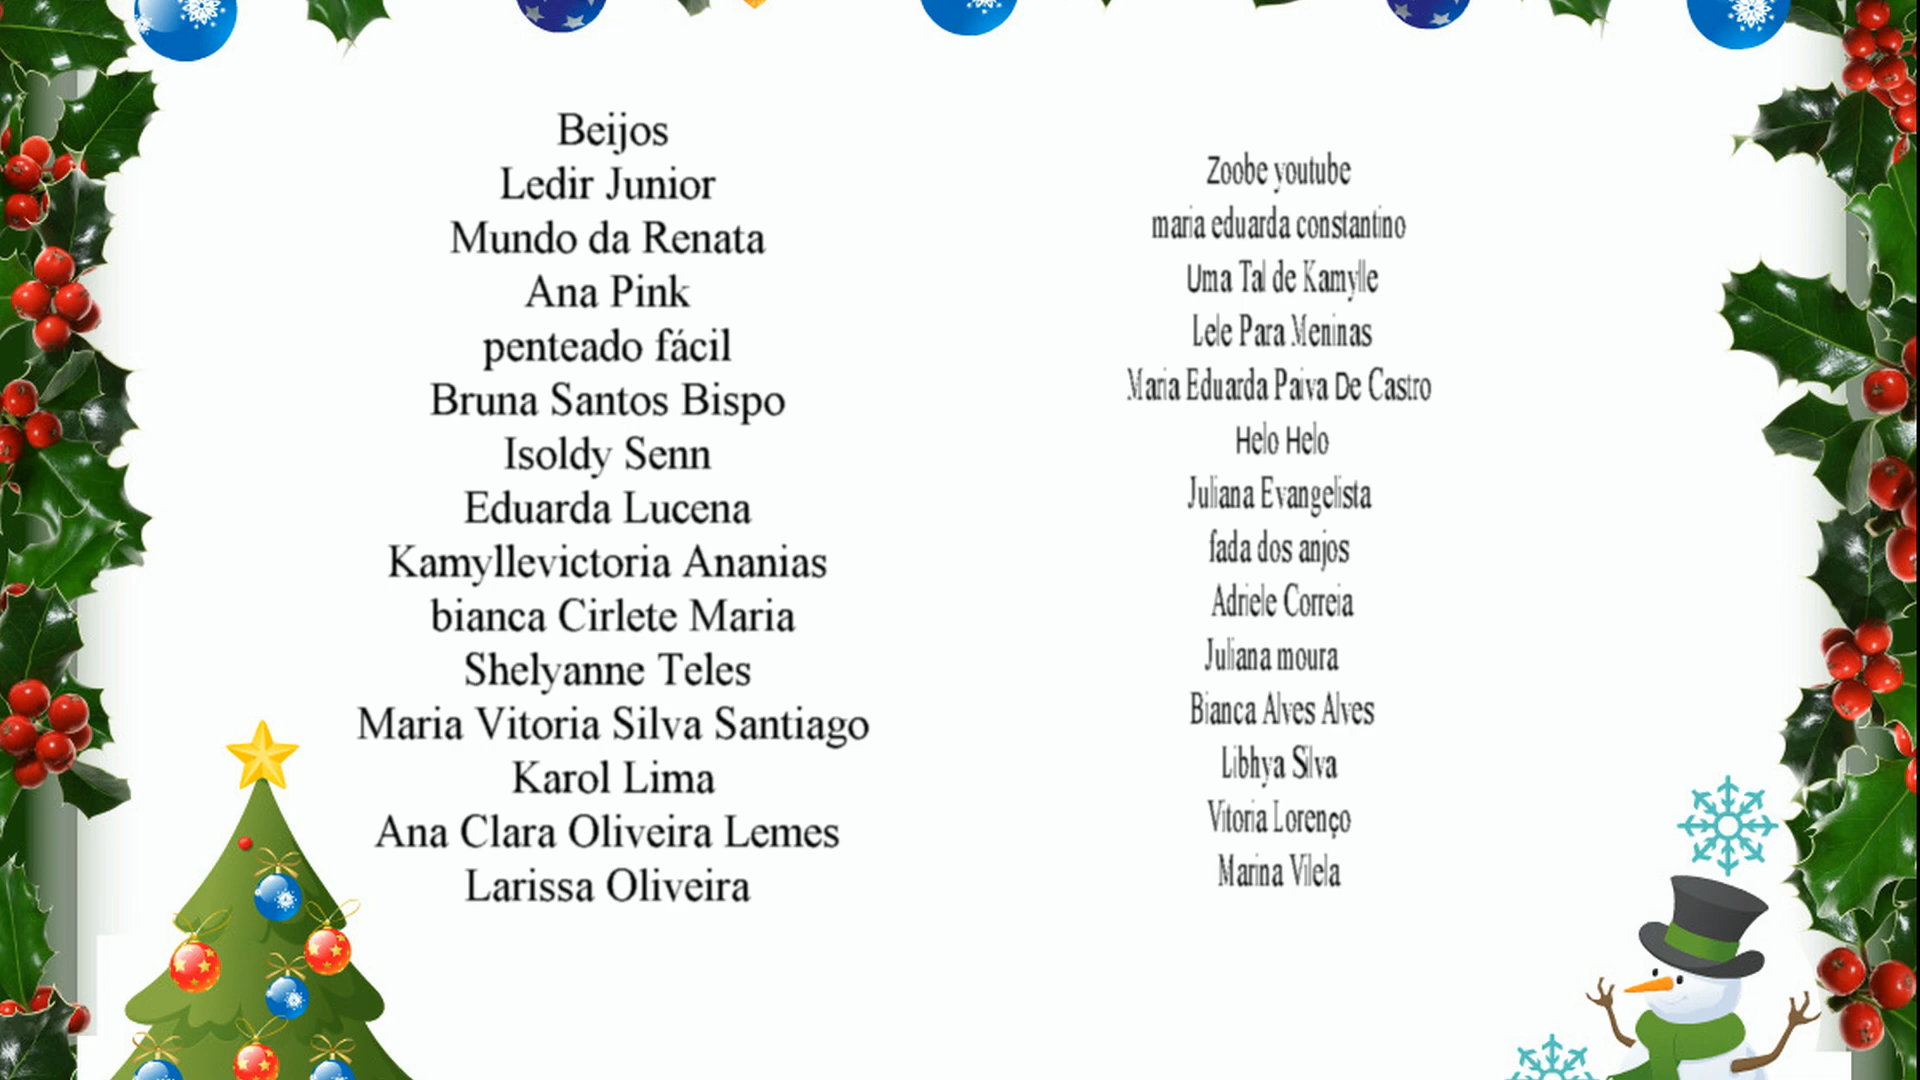 Beijos
Ledir Junior
Mundo da Renata
Ana Pink
penteado fácil
Bruna Santos Bispo
Isoldy Senn
Eduarda Lucena
Kamyllevictoria Ananias
bianca Cirlete Maria
Shelyanne Teles
Maria Vitoria Silva Santiago
Karol Lima
Ana Clara Oliveira Lemes
Larissa Oliveira
Zoobe youtube
maria eduarda constantino
Uma Tal de Kamylle
Lele Para Meninas
Maria Eduarda Paiva De Castro
Helo Helo
Juliana Evangelista
fada dos anjos
Adriele Correia
Juliana moura
Bianca Alves Alves
Libhya Silva
Vitoria Lorenço
Marina Vilela